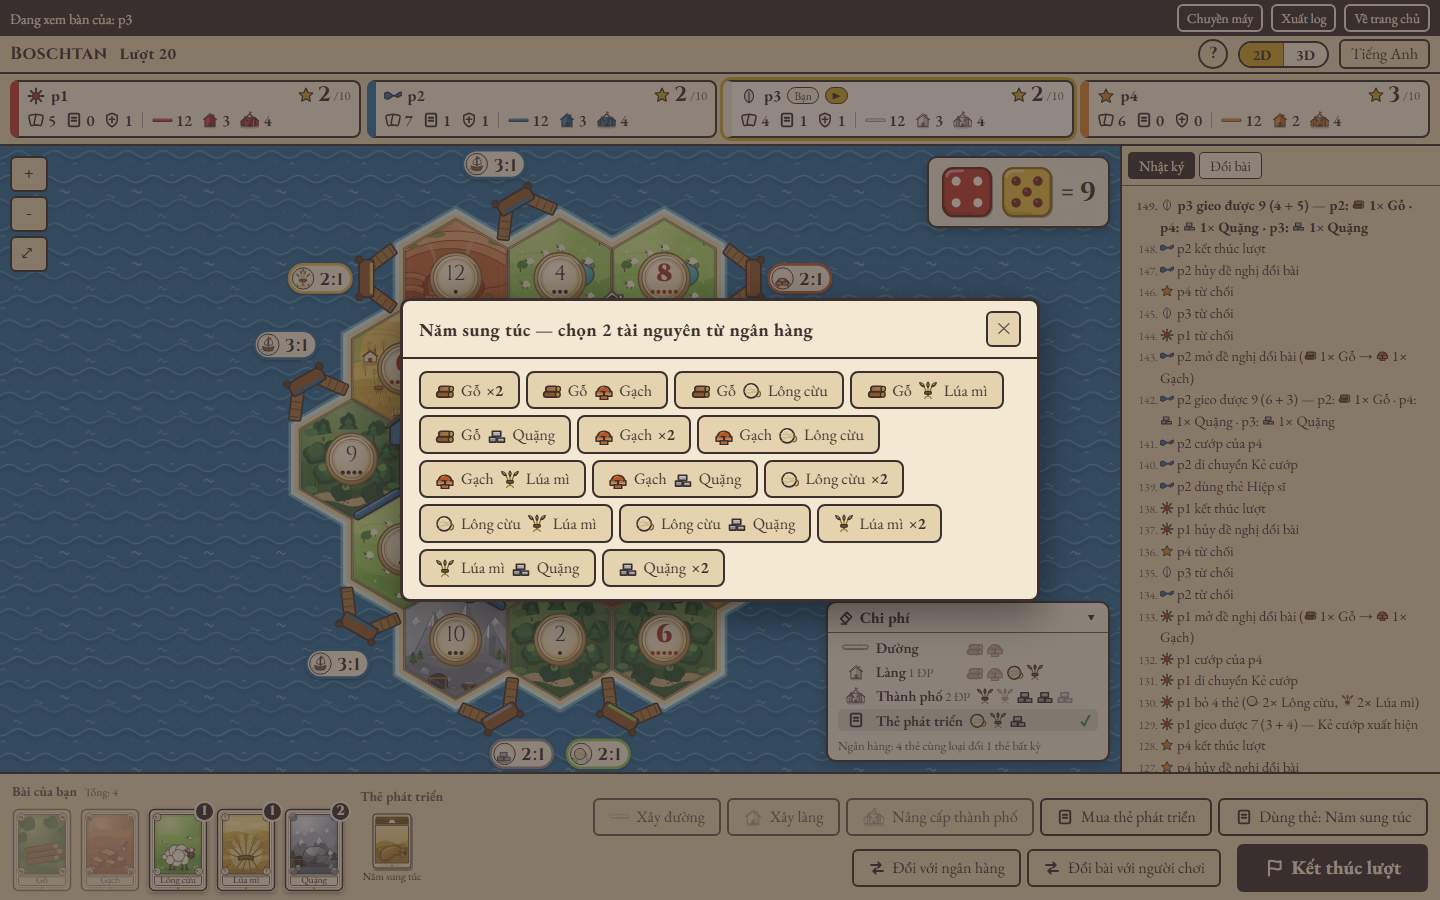 Đang xem bàn của: p3
Chuyền máy
Xuất log
Về trang chủ
BOSCHTAN Lượt 20
?
2D 3D
Tiếng Anh
p1 2 /10
5 0 1 12 3 4
p2 2 /10
7 1 1 12 3 4
p3 Bạn 2 /10
4 1 1 12 3 4
p4 3 /10
6 0 0 12 2 4
+
-
3:1
2:1
2:1
3:1
3:1
2:1
2:1
12
4
8
9
10
2
6
= 9
Năm sung túc — chọn 2 tài nguyên từ ngân hàng
Gỗ ×2
Gỗ Gạch
Gỗ Lông cừu
Gỗ Lúa mì
Gỗ Quặng
Gạch ×2
Gạch Lông cừu
Gạch Lúa mì
Gạch Quặng
Lông cừu ×2
Lông cừu Lúa mì
Lông cừu Quặng
Lúa mì ×2
Lúa mì Quặng
Quặng ×2
Chi phí
Đường
Làng 1 ĐP
Thành phố 2 ĐP
Thẻ phát triển ✓
Ngân hàng: 4 thẻ cùng loại đổi 1 thẻ bất kỳ
Nhật ký
Đổi bài
149. p3 gieo được 9 (4 + 5) — p2: 1× Gỗ ·
p4: 1× Quặng · p3: 1× Quặng
148. p2 kết thúc lượt
147. p2 hủy đề nghị đổi bài
146. p4 từ chối
145. p3 từ chối
144. p1 từ chối
143. p2 mở đề nghị đổi bài (1× Gỗ → 1×
Gạch)
142. p2 gieo được 9 (6 + 3) — p2: 1× Gỗ · p4:
1× Quặng · p3: 1× Quặng
141. p2 cướp của p4
140. p2 di chuyển Kẻ cướp
139. p2 dùng thẻ Hiệp sĩ
138. p1 kết thúc lượt
137. p1 hủy đề nghị đổi bài
136. p4 từ chối
135. p3 từ chối
134. p2 từ chối
133. p1 mở đề nghị đổi bài (1× Gỗ → 1×
Gạch)
132. p1 cướp của p4
131. p1 di chuyển Kẻ cướp
130. p1 bỏ 4 thẻ (2× Lông cừu, 2× Lúa mì)
129. p1 gieo được 7 (3 + 4) — Kẻ cướp xuất hiện
128. p4 kết thúc lượt
127. p4 hủy đề nghị đổi bài
Bài của bạn Tổng: 4
Gỗ
Gạch
1 Lông cừu
1 Lúa mì
2 Quặng
Thẻ phát triển
Năm sung túc
Xây đường
Xây làng
Nâng cấp thành phố
Mua thẻ phát triển
Dùng thẻ: Năm sung túc
Đổi với ngân hàng
Đổi bài với người chơi
Kết thúc lượt